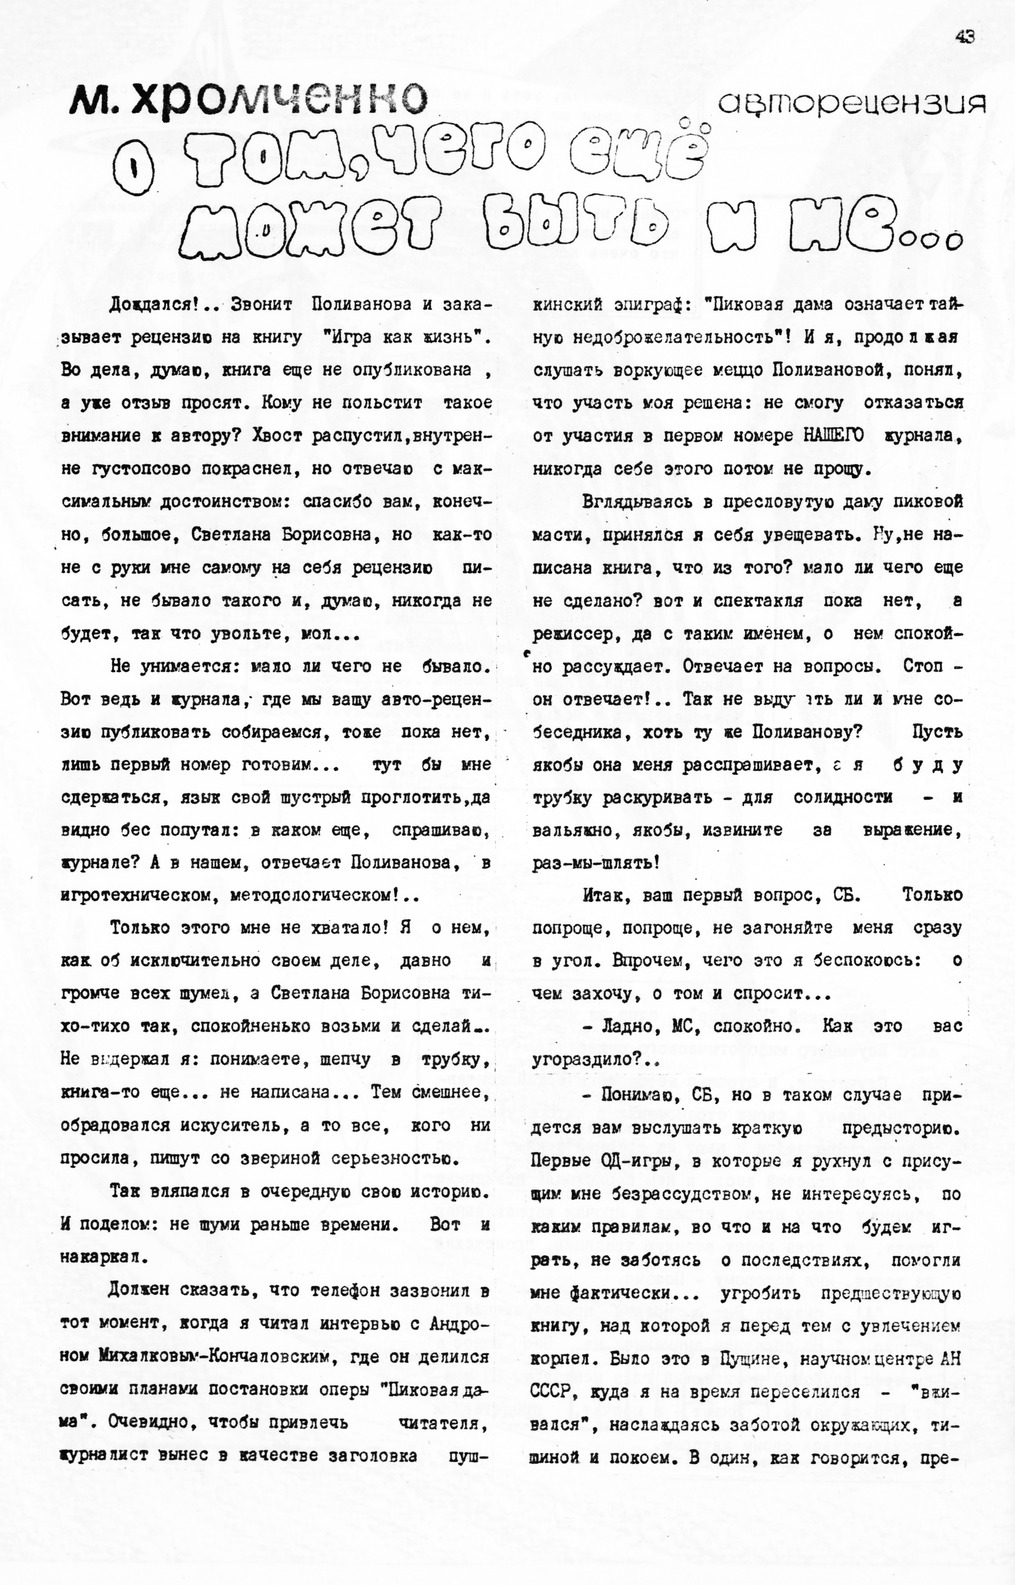 43
м. хромченко
авторецензия
о том, чего ещё
может быть и не...
Дождался!.. Звонит Поливанова и зака-
зывает рецензию на книгу "Игра как жизнь".
Во дела, думаю, книга еще не опубликована ,
а уже отзыв просят. Кому не польстит такое
внимание к автору? Хвост распустил,внутрен-
не густопсово покраснел, но отвечаю с мак-
симальным достоинством: спасибо вам, конеч-
но, большое, Светлана Борисовна, но как-то
не с руки мне самому на себя рецензию пи-
сать, не бывало такого и, думаю, никогда не
будет, так что увольте, мол...
Не унимается: мало ли чего не бывало.
Вот ведь и журнала, где мы вашу авто-рецен-
зию публиковать собираемся, тоже пока нет,
лишь первый номер готовим... тут бы мне
сдержаться, язык свой шустрый проглотить,да
видно бес попутал: в каком еще, спрашиваю,
журнале? А в нашем, отвечает Поливанова, в
игротехническом, методологическом!..
Только этого мне не хватало! Я о нем,
как об исключительно своем деле, давно и
громче всех шумел, а Светлана Борисовна ти-
хо-тихо так, спокойненько возьми и сделай...
Не выдержал я: понимаете, шепчу в трубку,
книга-то еще... не написана... Тем смешнее,
обрадовался искуситель, а то все, кого ни
просила, пишут со звериной серьезностью.
Так вляпался в очередную свою историю.
И поделом: не шуми раньше времени. Вот и
накаркал.
Должен сказать, что телефон зазвонил в
тот момент, когда я читал интервью с Андро-
ном Михалковым-Кончаловским, где он делился
своими планами постановки оперы "Пиковая да-
ма". Очевидно, чтобы привлечь читателя,
журналист вынес в качестве заголовка пуш-
кинский эпиграф: "Пиковая дама означает тай-
ную недоброжелательность"! И я, продолжая
слушать воркующее меццо Поливановой, понял,
что участь моя решена: не смогу отказаться
от участия в первом номере НАШЕГО журнала,
никогда себе этого потом не прощу.
Вглядываясь в пресловутую даму пиковой
масти, принялся я себя увещевать. Ну,не на-
писана книга, что из того? мало ли чего еще
не сделано? вот и спектакля пока нет, а
режиссер, да с таким именем, о нем спокой-
но рассуждает. Отвечает на вопросы. Стоп -
он отвечает!.. Так не выдумать ли и мне со-
беседника, хоть ту же Поливанову? Пусть
якобы она меня расспрашивает, а я б у д у
трубку раскуривать - для солидности - и
вальяжно, якобы, извините за выражение,
раз-мы-шлять!
Итак, ваш первый вопрос, СБ. Только
попроще, попроще, не загоняйте меня сразу
в угол. Впрочем, чего это я беспокоюсь: о
чем захочу, о том и спросит...
- Ладно, МС, спокойно. Как это вас
угораздило?..
- Понимаю, СБ, но в таком случае при-
дется вам выслушать краткую предысторию.
Первые ОД-игры, в которые я рухнул с прису-
щим мне безрассудством, не интересуясь, по
каким правилам, во что и на что будем иг-
рать, не заботясь о последствиях, помогли
мне фактически... угробить предшествующую
книгу, над которой я перед тем с увлечением
корпел. Было это в Пущине, научном центре АН
СССР, куда я на время переселился - "вжи-
вался", наслаждаясь заботой окружающих, ти-
шиной и покоем. В один, как говорится, пре-